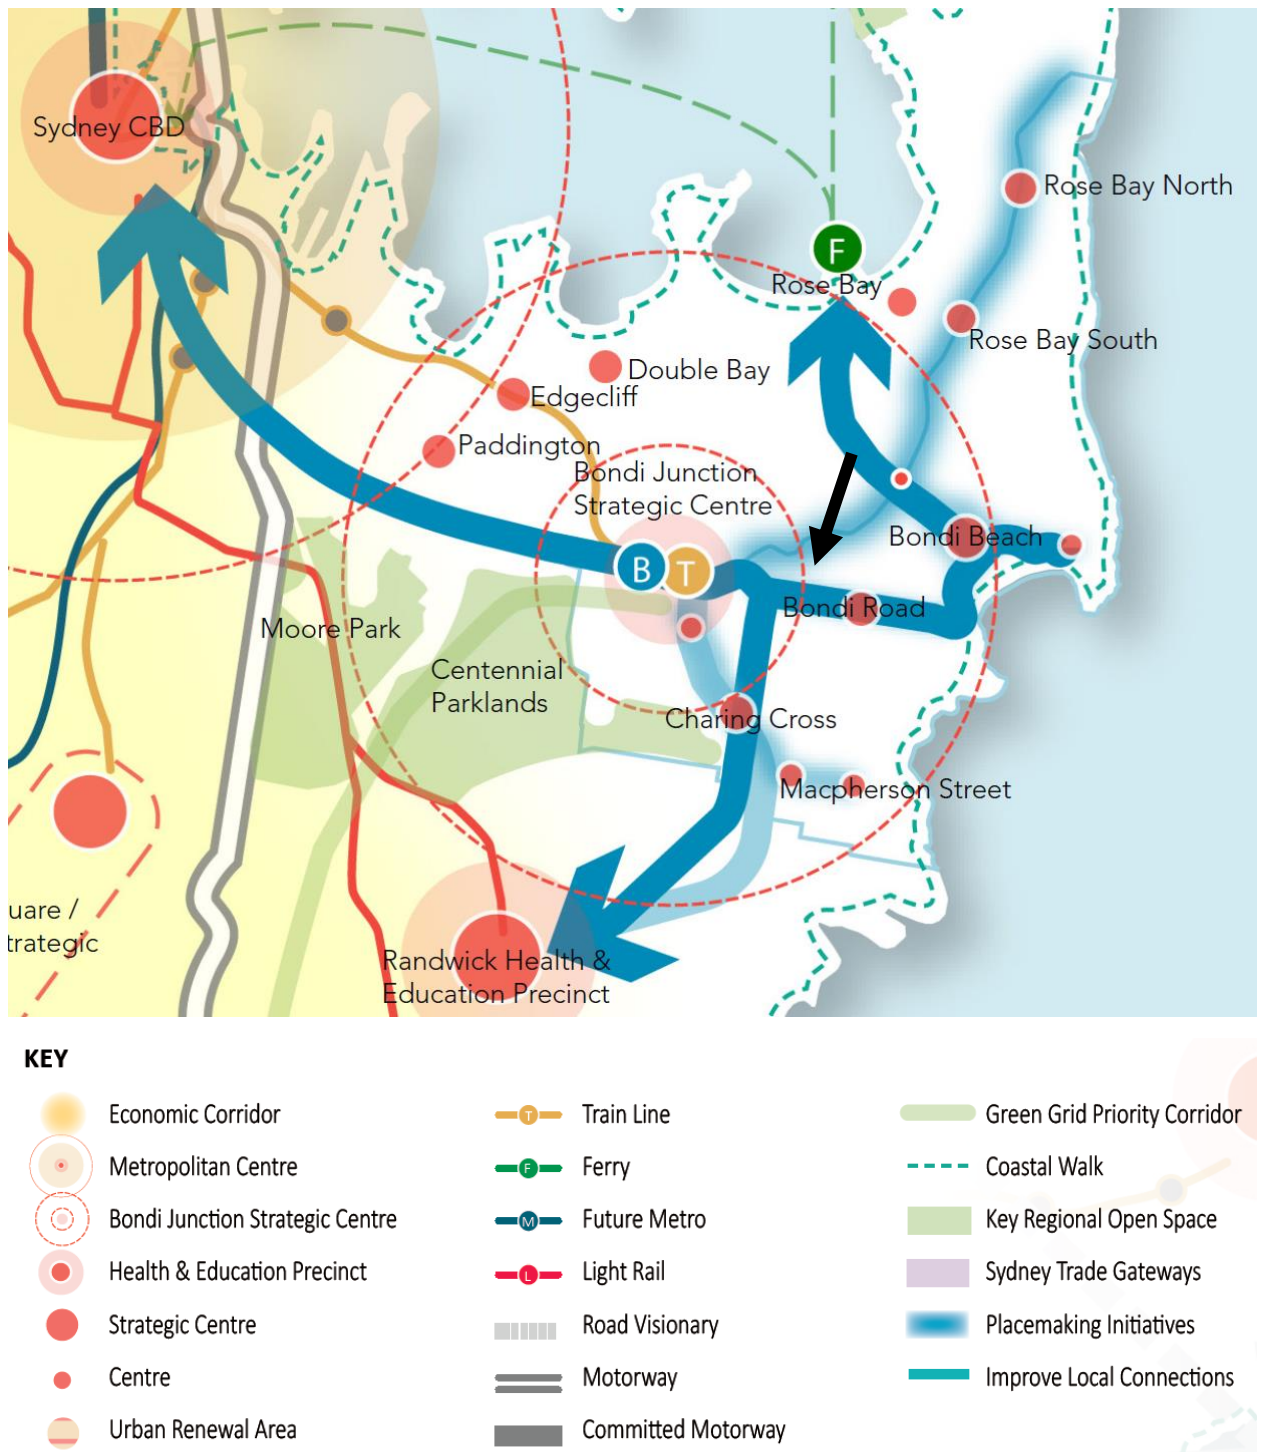 Sydney CBD
Rose Bay North
F
Rose Bay
Rose Bay South
Double Bay
Edgecliff
Paddington
Bondi Junction
Strategic Centre
Bondi Beach
B
T
Bondi Road
Moore Park
Centennial
Parklands
Charing Cross
Macpherson Street
uare /
trategic
Randwick Health &
Education Precinct
KEY
Economic Corridor
Metropolitan Centre
Bondi Junction Strategic Centre
Health & Education Precinct
Strategic Centre
Centre
Urban Renewal Area
T
Train Line
F
Ferry
M
Future Metro
L
Light Rail
Road Visionary
Motorway
Committed Motorway
Green Grid Priority Corridor
Coastal Walk
Key Regional Open Space
Sydney Trade Gateways
Placemaking Initiatives
Improve Local Connections